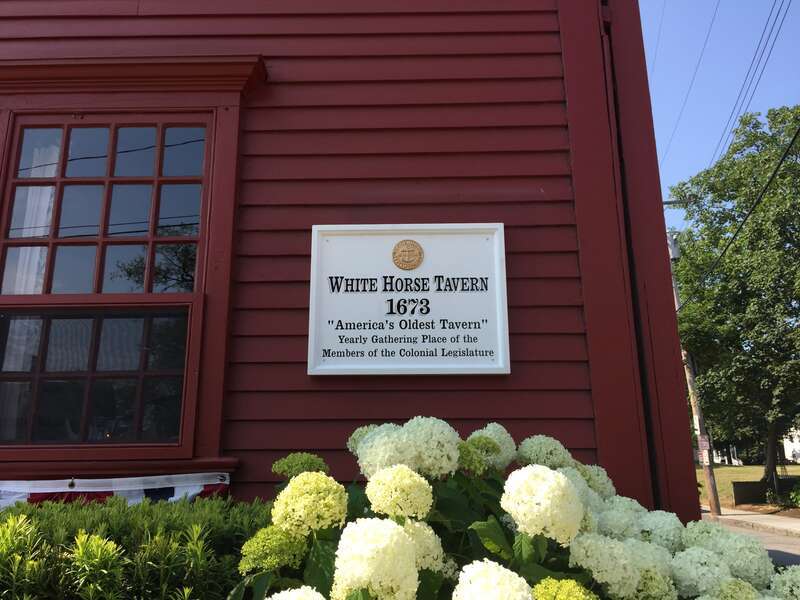 WHITE HORSE TAVERN
1673
"America's Oldest Tavern"
Yearly Gathering Place of the
Members of the Colonial Legislature